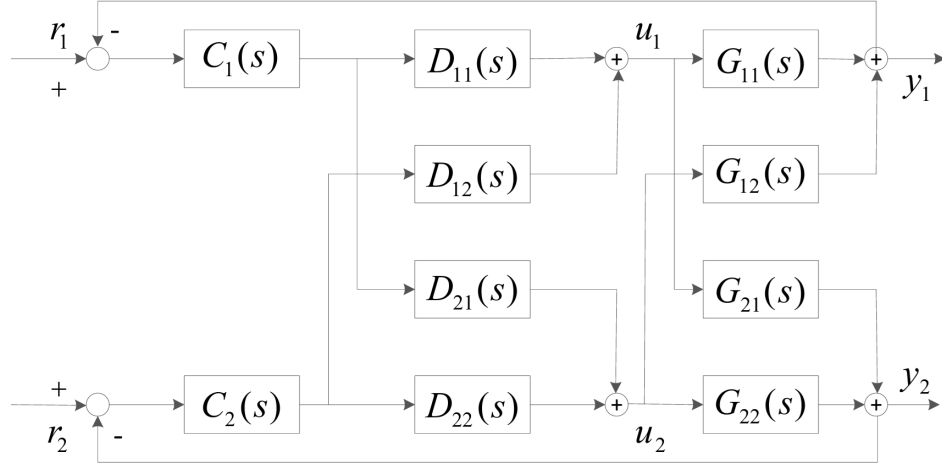 r₁ - C₁(s) D₁₁(s) + u₁ G₁₁(s) + y₁
+
D₁₂(s) G₁₂(s)
D₂₁(s) G₂₁(s)
+ C₂(s) D₂₂(s) + G₂₂(s) + y₂
r₂ - u₂